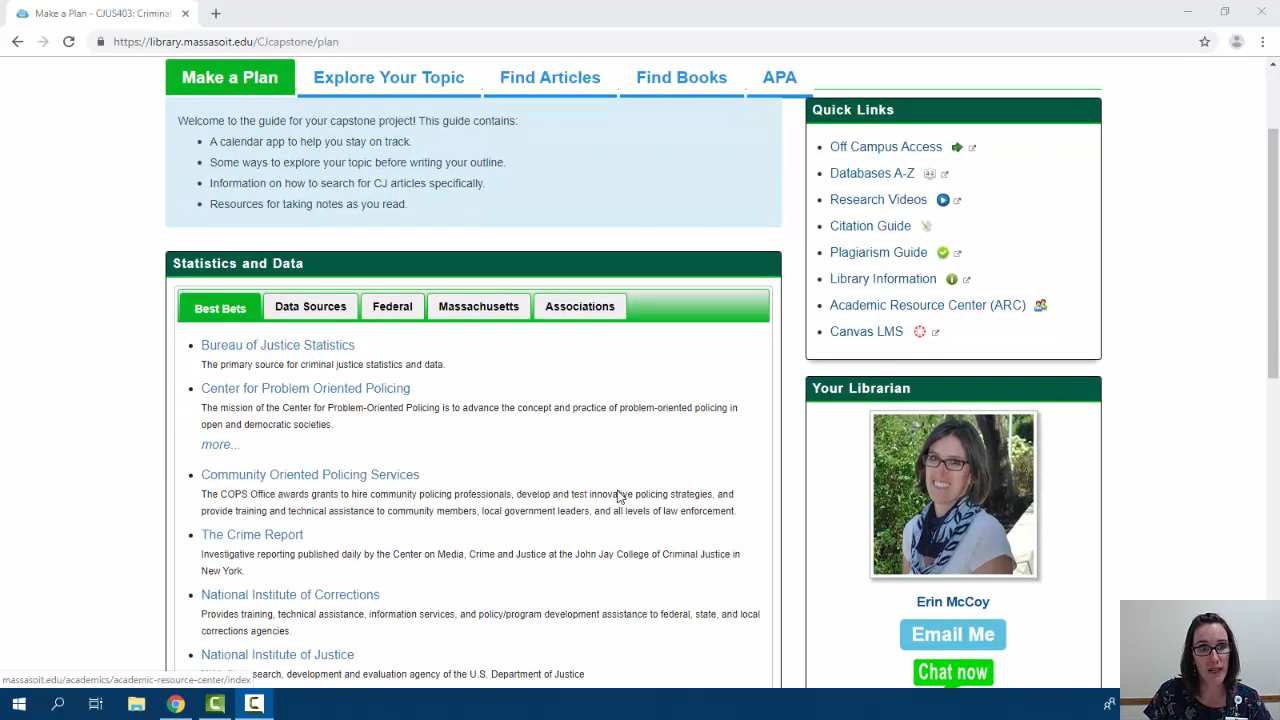 Make a Plan - CJUS403: Criminal
https://library.massasoit.edu/CJcapstone/plan
Make a Plan
Explore Your Topic
Find Articles
Find Books
APA
Welcome to the guide for your capstone project! This guide contains:
A calendar app to help you stay on track.
Some ways to explore your topic before writing your outline.
Information on how to search for CJ articles specifically.
Resources for taking notes as you read.
Statistics and Data
Best Bets
Data Sources
Federal
Massachusetts
Associations
Bureau of Justice Statistics
The primary source for criminal justice statistics and data.
Center for Problem Oriented Policing
The mission of the Center for Problem-Oriented Policing is to advance the concept and practice of problem-oriented policing in
open and democratic societies.
more...
Community Oriented Policing Services
The COPS Office awards grants to hire community policing professionals, develop and test innovative policing strategies, and
provide training and technical assistance to community members, local government leaders, and all levels of law enforcement.
The Crime Report
Investigative reporting published daily by the Center on Media, Crime and Justice at the John Jay College of Criminal Justice in
New York.
National Institute of Corrections
Provides training, technical assistance, information services, and policy/program development assistance to federal, state, and local
corrections agencies.
National Institute of Justice
search, development and evaluation agency of the U.S. Department of Justice
massasoit.edu/academics/academic-resource-center/index
Quick Links
Off Campus Access
Databases A-Z
Research Videos
Citation Guide
Plagiarism Guide
Library Information
Academic Resource Center (ARC)
Canvas LMS
Your Librarian
Erin McCoy
Email Me
Chat now